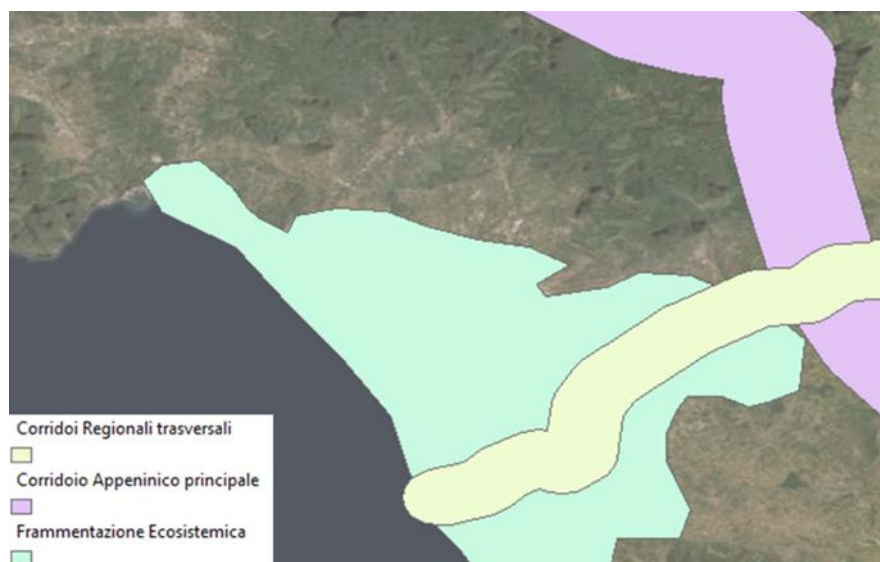 Corridoi Regionali trasversali
Corridoio Appeninico principale
Frammentazione Ecosistemica